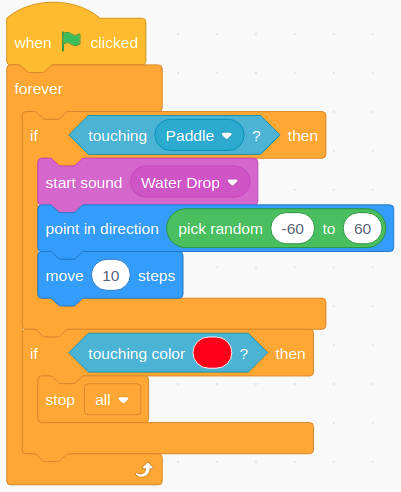 when clicked
forever
if touching Paddle ? then
start sound Water Drop
point in direction pick random -60 to 60
move 10 steps
if touching color ? then
stop all